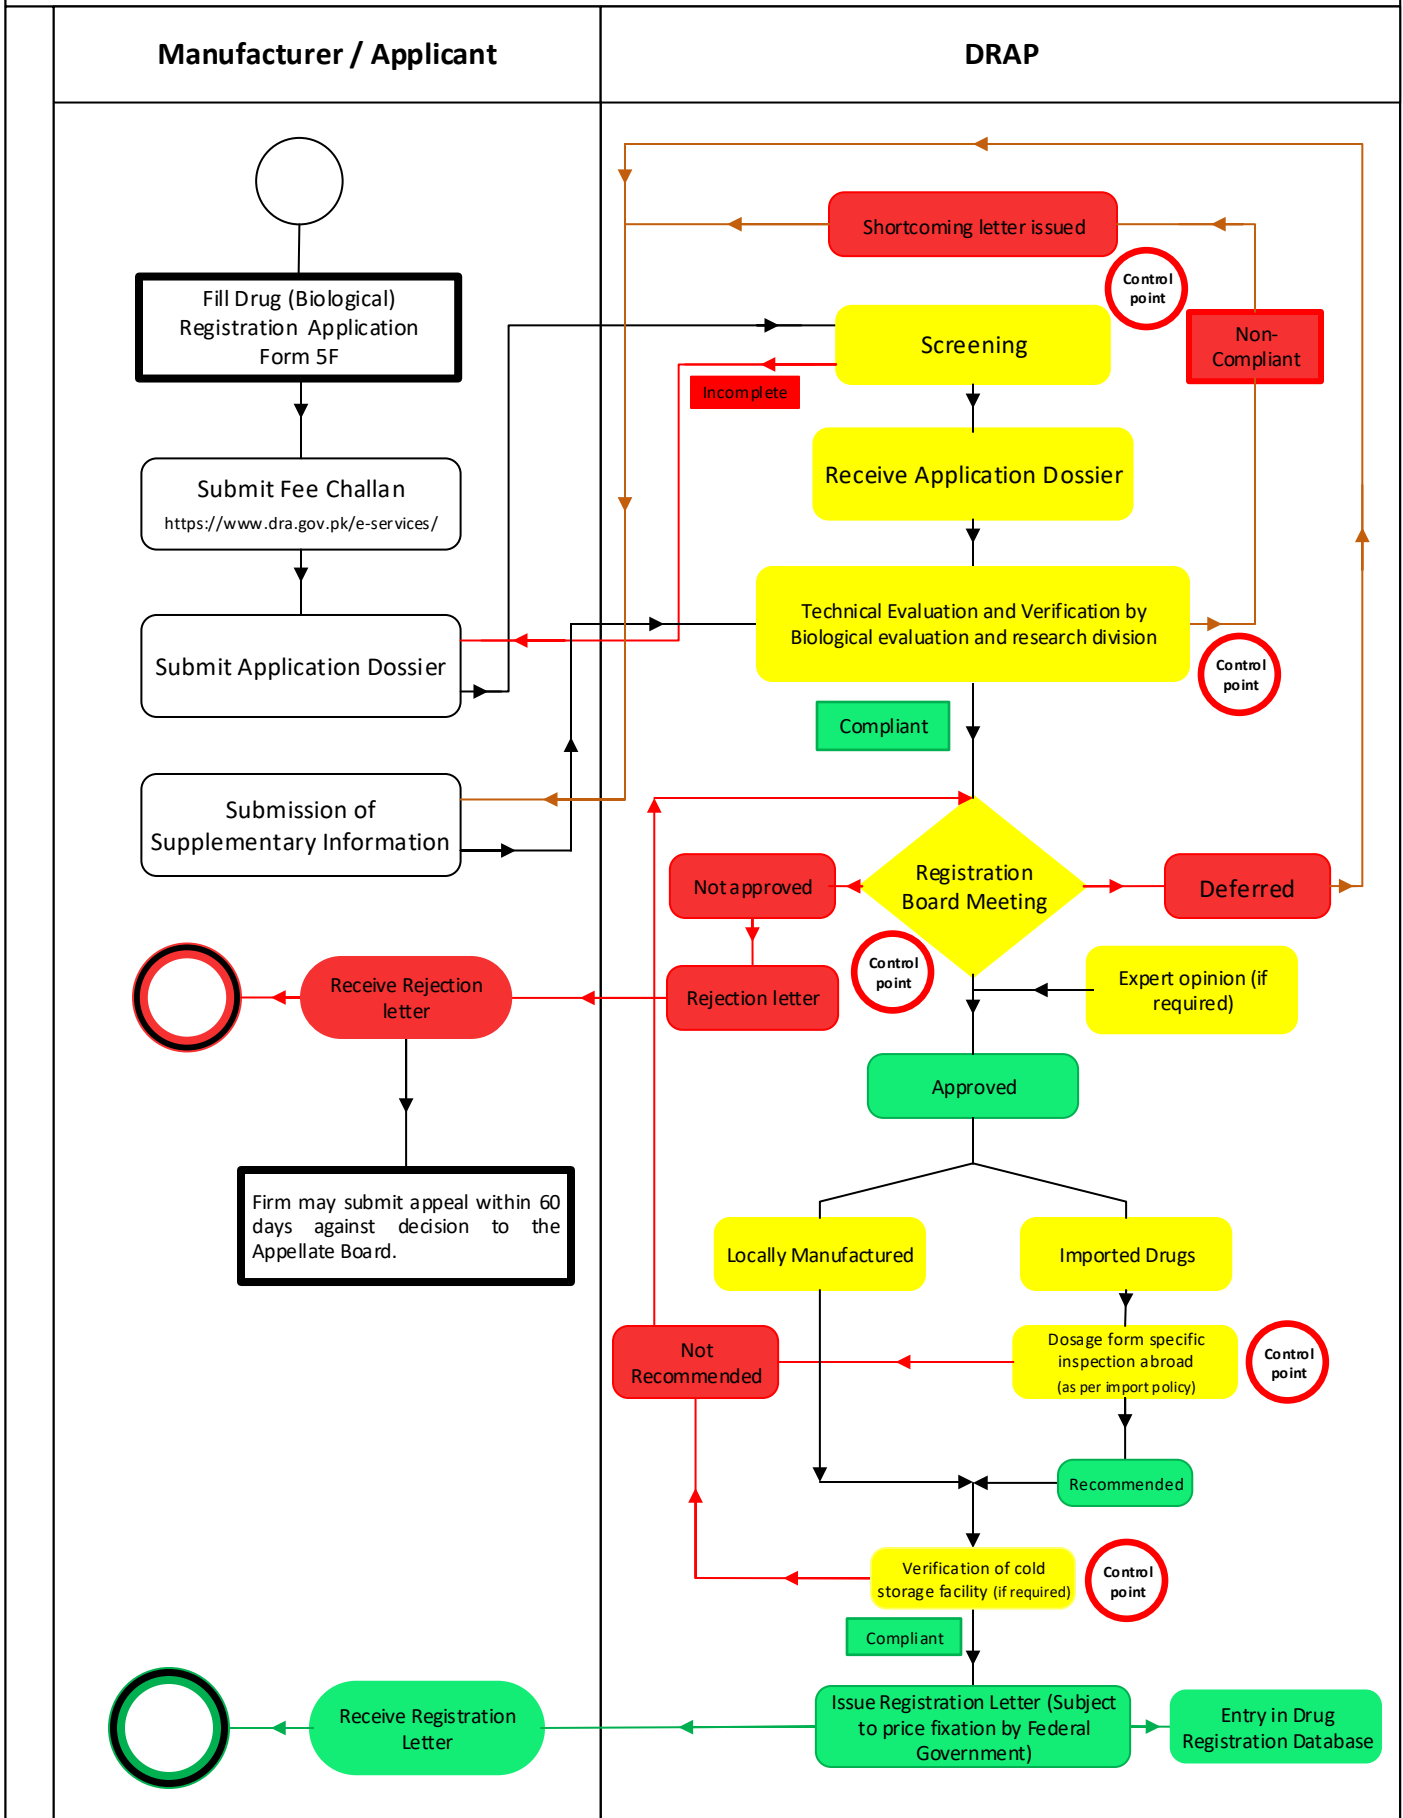 Manufacturer / Applicant
DRAP
Fill Drug (Biological)
Registration Application
Form 5F
Submit Fee Challan
https://www.dra.gov.pk/e-services/
Submit Application Dossier
Submission of
Supplementary Information
Shortcoming letter issued
Control
point
Screening
Non-
Compliant
Incomplete
Receive Application Dossier
Technical Evaluation and Verification by
Biological evaluation and research division
Control
point
Compliant
Registration
Board Meeting
Not approved
Deferred
Control
point
Rejection letter
Receive Rejection
letter
Expert opinion (if
required)
Approved
Firm may submit appeal within 60
days against decision to the
Appellate Board.
Locally Manufactured
Imported Drugs
Not
Recommended
Dosage form specific
inspection abroad
(as per import policy)
Control
point
Recommended
Verification of cold
storage facility (if required)
Control
point
Compliant
Issue Registration Letter (Subject
to price fixation by Federal
Government)
Receive Registration
Letter
Entry in Drug
Registration Database